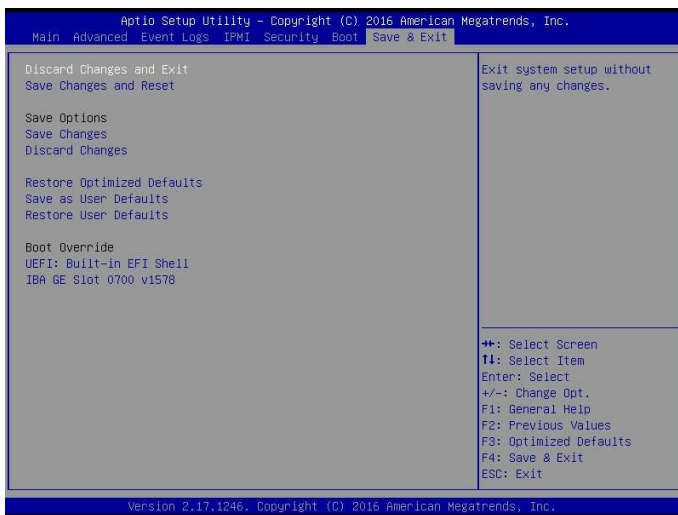 Aptio Setup Utility – Copyright (C) 2016 American Megatrends, Inc.
Main Advanced Event Logs IPMI Security Boot Save & Exit
Discard Changes and Exit
Save Changes and Reset
Save Options
Save Changes
Discard Changes
Restore Optimized Defaults
Save as User Defaults
Restore User Defaults
Boot Override
UEFI: Built-in EFI Shell
IBA GE Slot 0700 v1578
Exit system setup without
saving any changes.
→←: Select Screen
↑↓: Select Item
Enter: Select
+/-: Change Opt.
F1: General Help
F2: Previous Values
F3: Optimized Defaults
F4: Save & Exit
ESC: Exit
Version 2.17.1246. Copyright (C) 2016 American Megatrends, Inc.